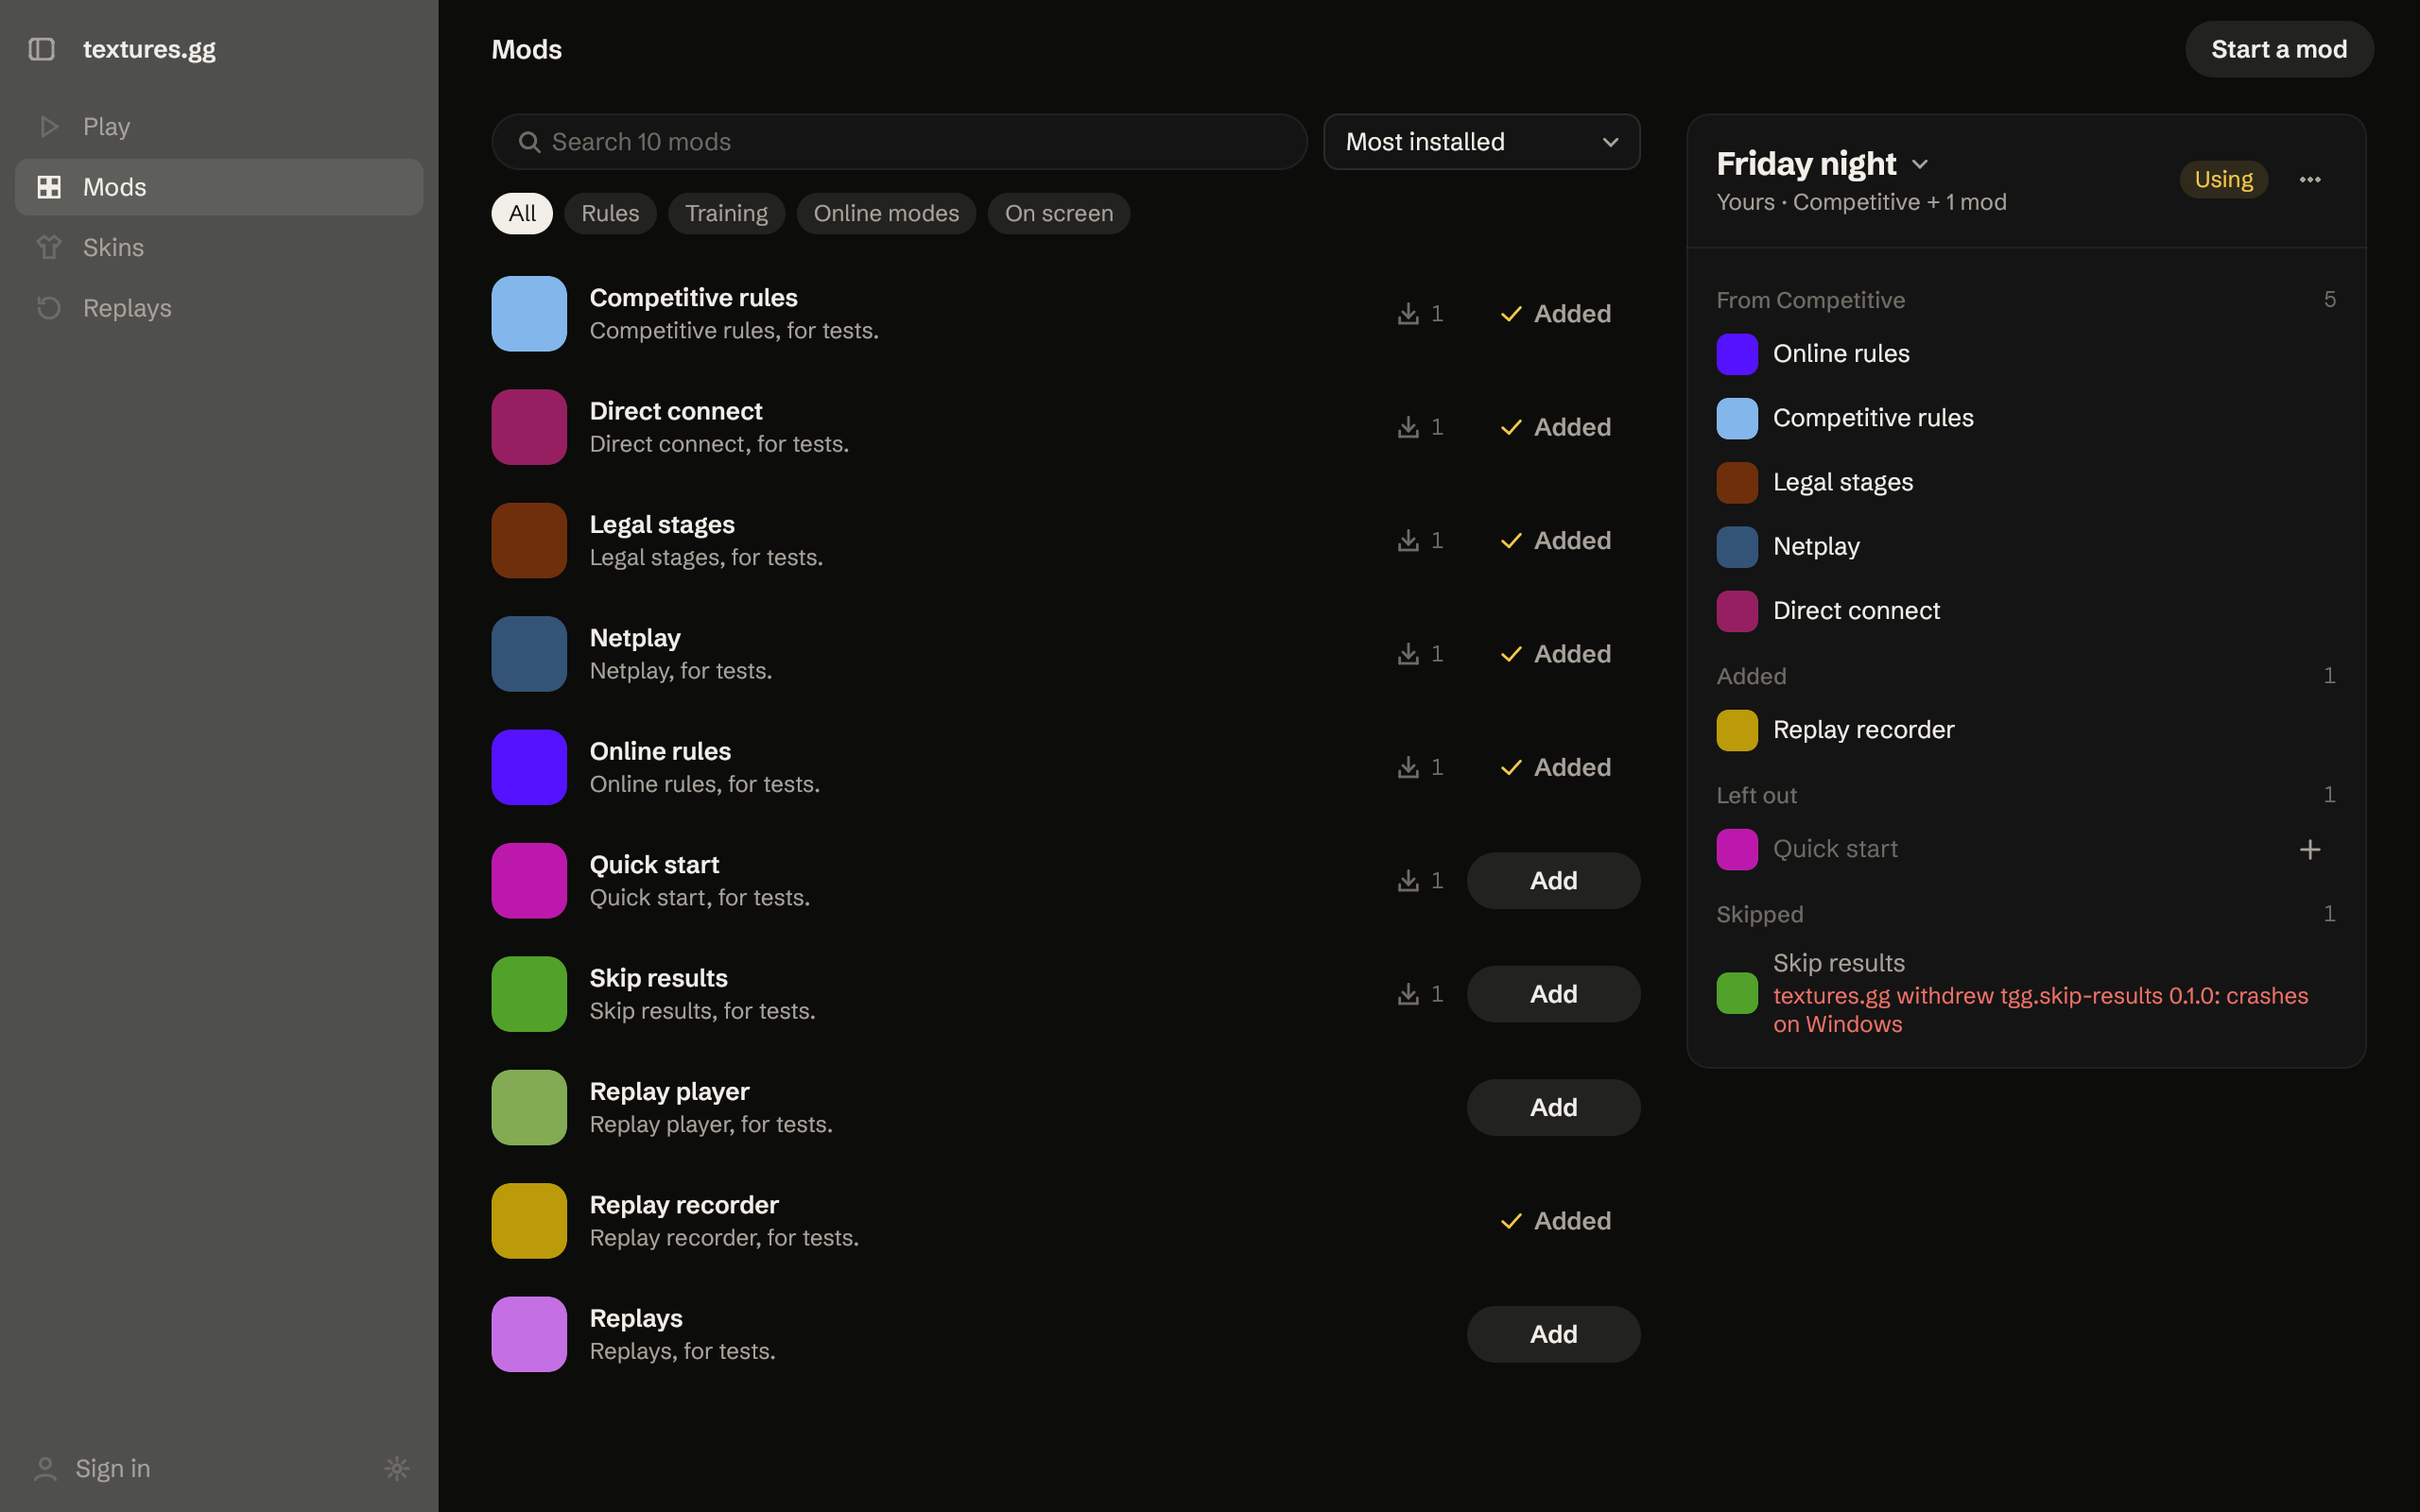 textures.gg
Play
Mods
Skins
Replays
Sign in
Mods
Start a mod
Search 10 mods
Most installed
All
Rules
Training
Online modes
On screen
Competitive rules
Competitive rules, for tests.
1
Added
Direct connect
Direct connect, for tests.
1
Added
Legal stages
Legal stages, for tests.
1
Added
Netplay
Netplay, for tests.
1
Added
Online rules
Online rules, for tests.
1
Added
Quick start
Quick start, for tests.
1
Add
Skip results
Skip results, for tests.
1
Add
Replay player
Replay player, for tests.
Add
Replay recorder
Replay recorder, for tests.
Added
Replays
Replays, for tests.
Add
Friday night
Yours · Competitive + 1 mod
Using
From Competitive
5
Online rules
Competitive rules
Legal stages
Netplay
Direct connect
Added
1
Replay recorder
Left out
1
Quick start
Skipped
1
Skip results
textures.gg withdrew tgg.skip-results 0.1.0: crashes
on Windows